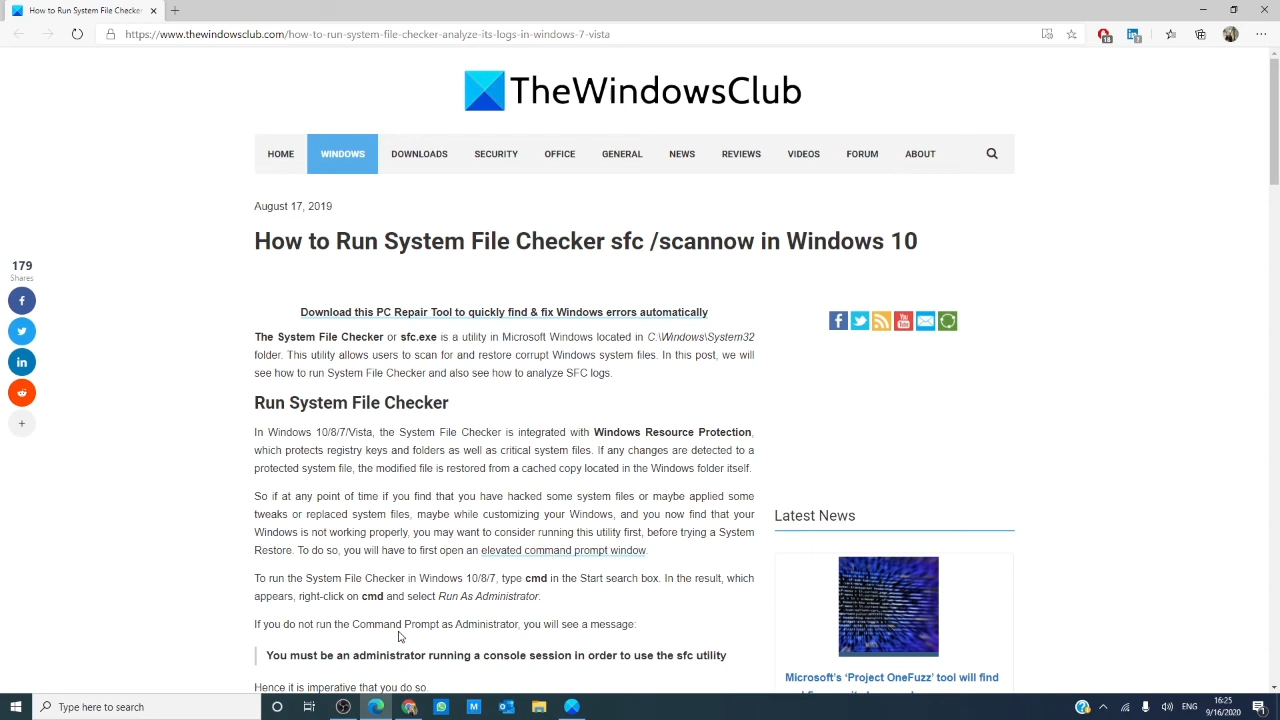 How to Run System File Checker
https://www.thewindowsclub.com/how-to-run-system-file-checker-analyze-its-logs-in-windows-7-vista
TheWindowsClub
HOME WINDOWS DOWNLOADS SECURITY OFFICE GENERAL NEWS REVIEWS VIDEOS FORUM ABOUT
August 17, 2019
How to Run System File Checker sfc /scannow in Windows 10
179
Shares
Download this PC Repair Tool to quickly find & fix Windows errors automatically
The System File Checker or sfc.exe is a utility in Microsoft Windows located in C:\Windows\System32
folder. This utility allows users to scan for and restore corrupt Windows system files. In this post, we will
see how to run System File Checker and also see how to analyze SFC logs.
Run System File Checker
In Windows 10/8/7/Vista, the System File Checker is integrated with Windows Resource Protection,
which protects registry keys and folders as well as critical system files. If any changes are detected to a
protected system file, the modified file is restored from a cached copy located in the Windows folder itself.
So if at any point of time if you find that you have hacked some system files or maybe applied some
tweaks or replaced system files, maybe while customizing your Windows, and you now find that your
Windows is not working properly, you may want to consider running this utility first, before trying a System
Restore. To do so, you will have to first open an elevated command prompt window.
To run the System File Checker in Windows 10/8/7, type cmd in the Start search box. In the result, which
appears, right-click on cmd and select Run As Administrator.
If you do not run the Command Prompt as Administrator, you will see a message:
You must be an administrator running a console session in order to use the sfc utility
Hence it is imperative that you do so.
Latest News
Microsoft's 'Project OneFuzz' tool will find
Type here to search
ENG
16:25
9/16/2020